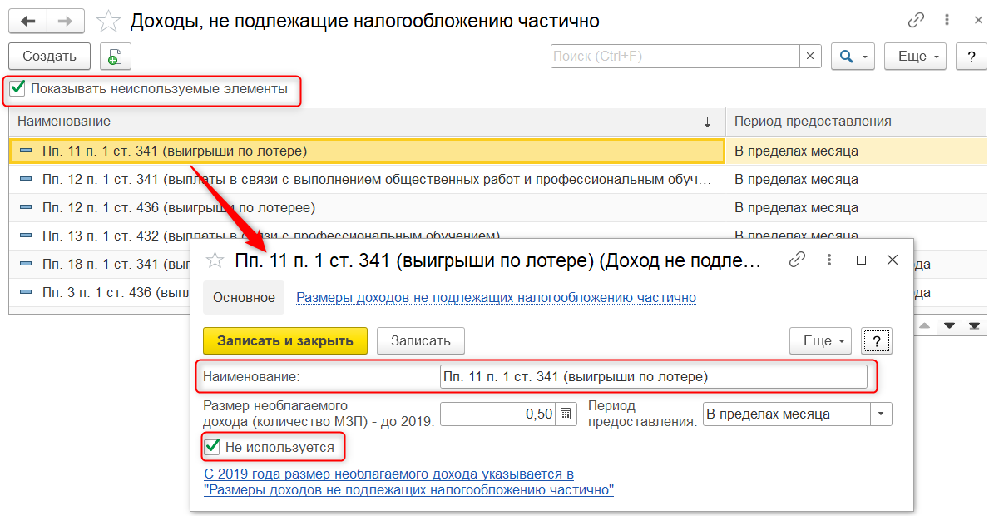 Доходы, не подлежащие налогообложению частично
Создать
Поиск (Ctrl+F)
Еще
?
Показывать неиспользуемые элементы
Наименование
Период предоставления
Пп. 11 п. 1 ст. 341 (выигрыши по лотере)
В пределах месяца
Пп. 12 п. 1 ст. 341 (выплаты в связи с выполнением общественных работ и профессиональным обуч...
В пределах месяца
Пп. 12 п. 1 ст. 436 (выигрыши по лотерее)
В пределах месяца
Пп. 13 п. 1 ст. 432 (выплаты в связи с профессиональным обучением)
В пределах месяца
Пп. 18 п. 1 ст. 341 (вып
да
Пп. 3 п. 1 ст. 436 (выпл
да
Пп. 11 п. 1 ст. 341 (выигрыши по лотере) (Доход не подле...
Основное
Размеры доходов не подлежащих налогообложению частично
Записать и закрыть
Записать
Еще
?
Наименование:
Пп. 11 п. 1 ст. 341 (выигрыши по лотере)
Размер необлагаемого
дохода (количество МЗП) - до 2019:
0,50
Период
предоставления:
В пределах месяца
Не используется
С 2019 года размер необлагаемого дохода указывается в
"Размеры доходов не подлежащих налогообложению частично"